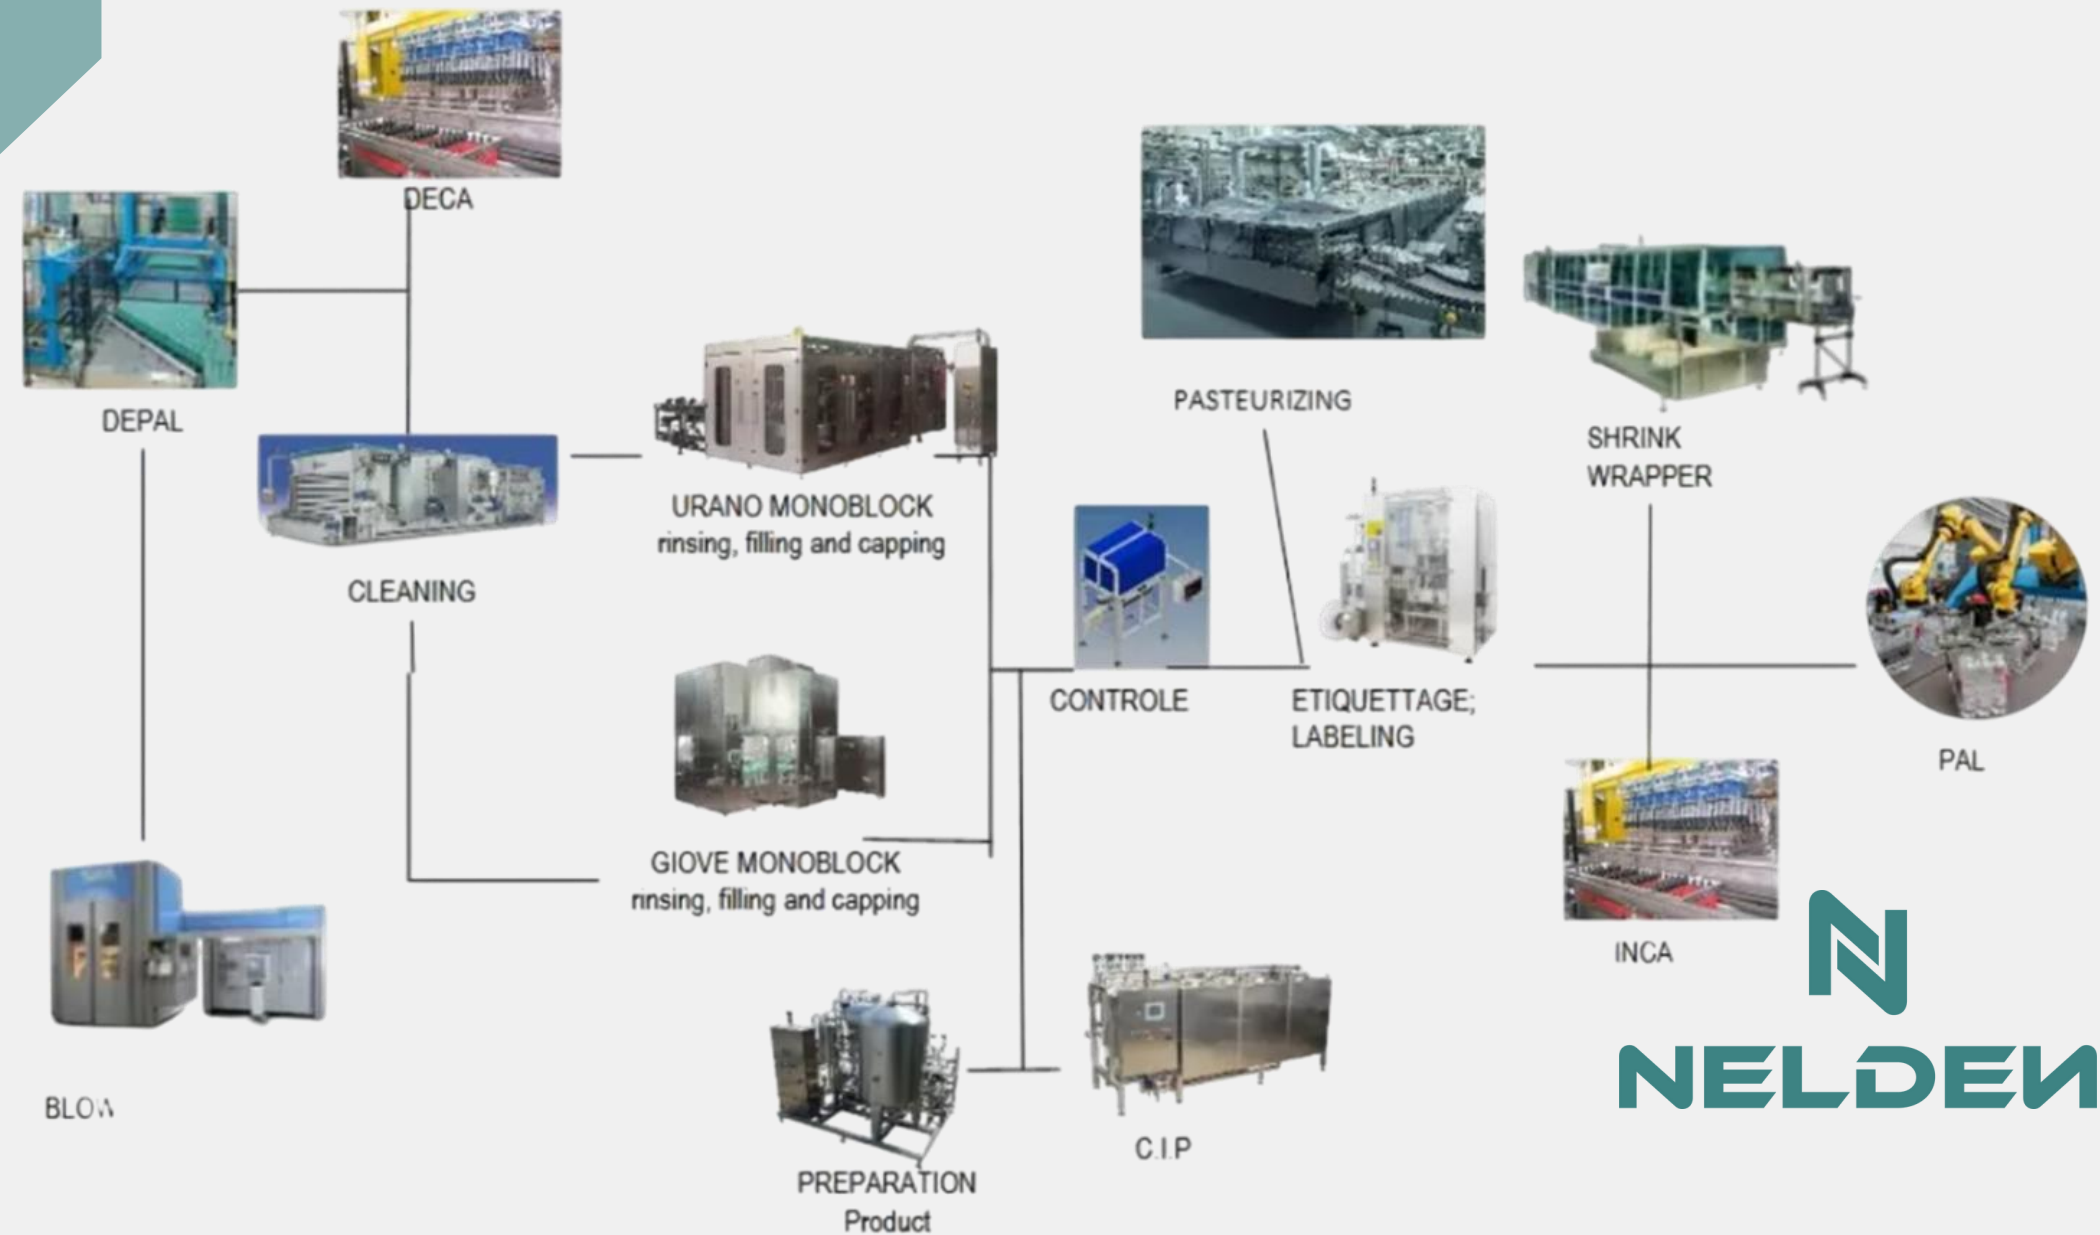 DECA
DEPAL
PASTEURIZING
SHRINK
WRAPPER
URANO MONOBLOCK
rinsing, filling and capping
CLEANING
CONTROLE
ETIQUETTAGE;
LABELING
PAL
GIOVE MONOBLOCK
rinsing, filling and capping
INCA
N
NELDEN
BLOW
C.I.P
PREPARATION
Product